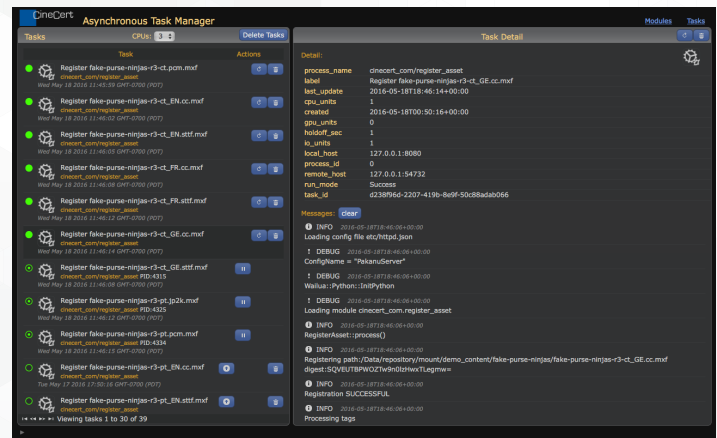 CineCert
Asynchronous Task Manager
Modules Tasks
Tasks CPUs: 3 Delete Tasks
Task Actions
Register fake-purse-ninjas-r3-ct.pcm.mxf
cinecert_com/register_asset
Wed May 18 2016 11:45:59 GMT-0700 (PDT)
Register fake-purse-ninjas-r3-ct_EN.cc.mxf
cinecert_com/register_asset
Wed May 18 2016 11:46:02 GMT-0700 (PDT)
Register fake-purse-ninjas-r3-ct_EN.sttf.mxf
cinecert_com/register_asset
Wed May 18 2016 11:46:05 GMT-0700 (PDT)
Register fake-purse-ninjas-r3-ct_FR.cc.mxf
cinecert_com/register_asset
Wed May 18 2016 11:46:08 GMT-0700 (PDT)
Register fake-purse-ninjas-r3-ct_FR.sttf.mxf
cinecert_com/register_asset
Wed May 18 2016 11:46:12 GMT-0700 (PDT)
Register fake-purse-ninjas-r3-ct_GE.cc.mxf
cinecert_com/register_asset
Wed May 18 2016 11:46:14 GMT-0700 (PDT)
Register fake-purse-ninjas-r3-ct_GE.sttf.mxf
cinecert_com/register_asset PID:4315
Wed May 18 2016 11:46:08 GMT-0700 (PDT)
Register fake-purse-ninjas-r3-pt.jp2k.mxf
cinecert_com/register_asset PID:4325
Wed May 18 2016 11:46:12 GMT-0700 (PDT)
Register fake-purse-ninjas-r3-pt.pcm.mxf
cinecert_com/register_asset PID:4334
Wed May 18 2016 11:46:15 GMT-0700 (PDT)
Register fake-purse-ninjas-r3-pt_EN.cc.mxf
cinecert_com/register_asset
Tue May 17 2016 17:50:16 GMT-0700 (PDT)
Register fake-purse-ninjas-r3-pt_EN.sttf.mxf
cinecert_com/register_asset
Viewing tasks 1 to 30 of 39
Task Detail
Detail:
process_name cinecert_com/register_asset
label Register fake-purse-ninjas-r3-ct_GE.cc.mxf
last_update 2016-05-18T18:46:14+00:00
cpu_units 1
created 2016-05-18T00:50:16+00:00
gpu_units 0
holdoff_sec 1
io_units 1
local_host 127.0.0.1:8080
process_id 0
remote_host 127.0.0.1:54732
run_mode Success
task_id d238f96d-2207-419b-8e9f-50c88adab066
Messages: clear
INFO 2016-05-18T18:46:06+00:00
Loading config file etc/httpd.json
! DEBUG 2016-05-18T18:46:06+00:00
ConfigName = "PakanuServer"
! DEBUG 2016-05-18T18:46:06+00:00
Wailua::Python::InitPython
! DEBUG 2016-05-18T18:46:06+00:00
Loading module cinecert_com.register_asset
INFO 2016-05-18T18:46:06+00:00
RegisterAsset::process()
INFO 2016-05-18T18:46:06+00:00
Registering path:/Data/repository/mount/demo_content/fake-purse-ninjas/fake-purse-ninjas-r3-ct_GE.cc.mxf
INFO 2016-05-18T18:46:06+00:00
Registration SUCCESSFUL
INFO 2016-05-18T18:46:06+00:00
Processing tags